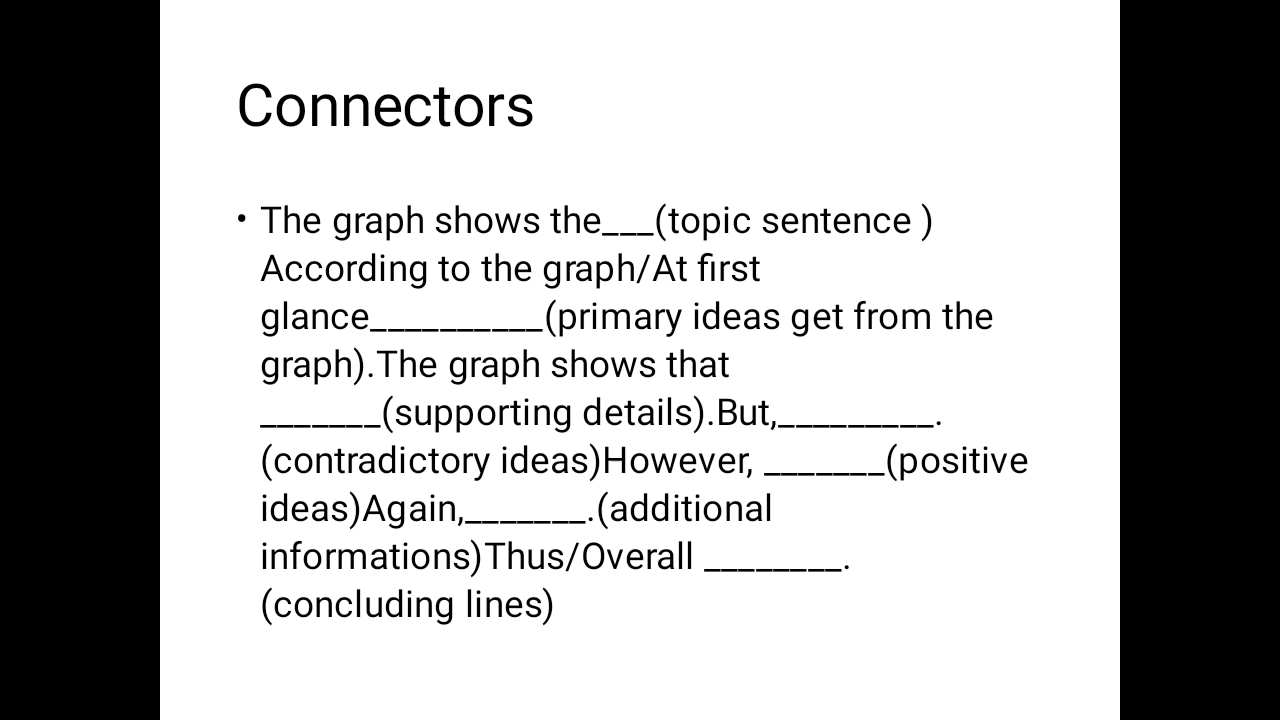 Connectors
• The graph shows the___(topic sentence )
According to the graph/At first
glance__________(primary ideas get from the
graph).The graph shows that
_______(supporting details).But,_________.
(contradictory ideas)However, _______(positive
ideas)Again,_______.(additional
informations)Thus/Overall ________.
(concluding lines)